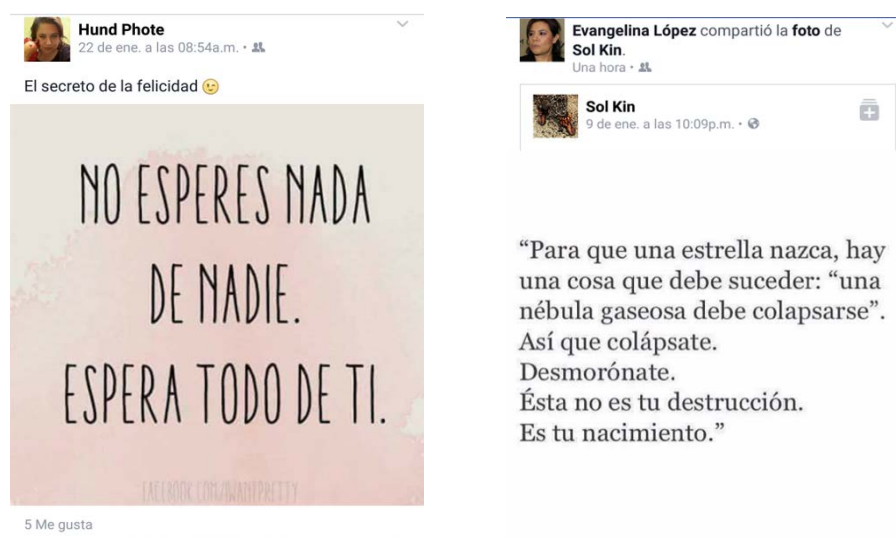 Hund Phote
22 de ene. a las 08:54a.m. •
El secreto de la felicidad 😉
NO ESPERES NADA
DE NADIE.
ESPERA TODO DE TI.
5 Me gusta
Evangelina López compartió la foto de
Sol Kin.
Una hora •
Sol Kin
9 de ene. a las 10:09p.m. •
“Para que una estrella nazca, hay
una cosa que debe suceder: “una
nébula gaseosa debe colapsarse”.
Así que colápsate.
Desmorónate.
Ésta no es tu destrucción.
Es tu nacimiento.”